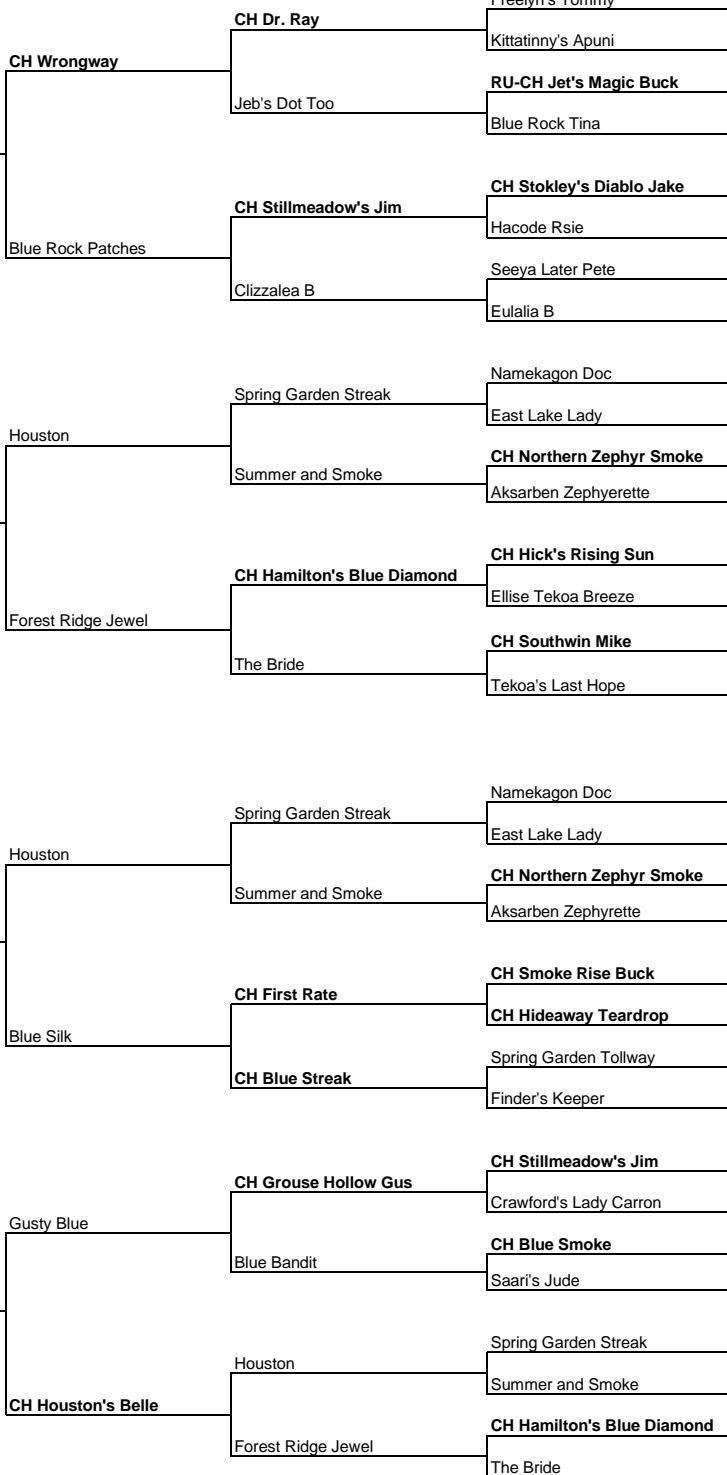 Tommy
CH Dr. Ray
Kittatinny's Apuni
CH Wrongway
RU-CH Jet's Magic Buck
Jeb's Dot Too
Blue Rock Tina
CH Stokley's Diablo Jake
CH Stillmeadow's Jim
Hacode Rsie
Blue Rock Patches
Seeya Later Pete
Clizzalea B
Eulalia B
Namekagon Doc
Spring Garden Streak
East Lake Lady
Houston
CH Northern Zephyr Smoke
Summer and Smoke
Aksarben Zephyerette
CH Hick's Rising Sun
CH Hamilton's Blue Diamond
Ellise Tekoa Breeze
Forest Ridge Jewel
CH Southwin Mike
The Bride
Tekoa's Last Hope
Namekagon Doc
Spring Garden Streak
East Lake Lady
Houston
CH Northern Zephyr Smoke
Summer and Smoke
Aksarben Zephyrette
CH Smoke Rise Buck
CH First Rate
CH Hideaway Teardrop
Blue Silk
Spring Garden Tollway
CH Blue Streak
Finder's Keeper
CH Stillmeadow's Jim
CH Grouse Hollow Gus
Crawford's Lady Carron
Gusty Blue
CH Blue Smoke
Blue Bandit
Saari's Jude
Spring Garden Streak
Houston
Summer and Smoke
CH Houston's Belle
CH Hamilton's Blue Diamond
Forest Ridge Jewel
The Bride